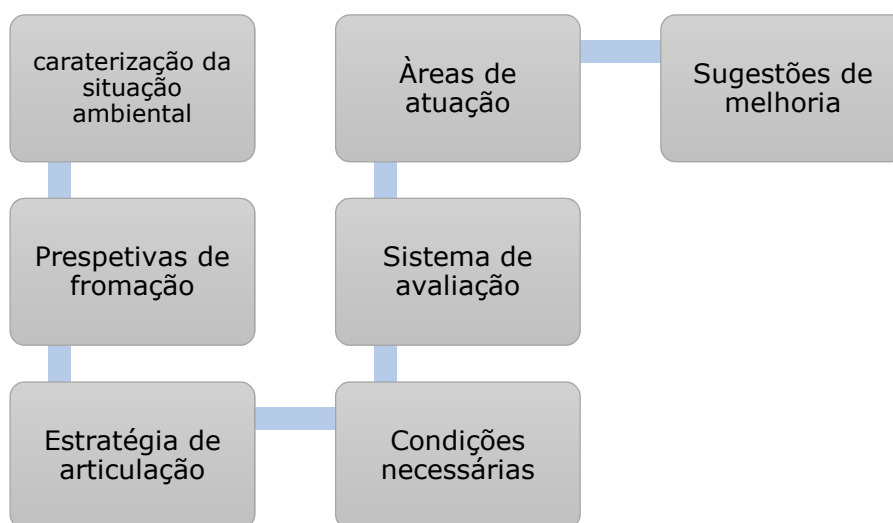 caraterização da
situação
ambiental
Prespetivas de
fromação
Estratégia de
articulação
Condições
necessárias
Sistema de
avaliação
Àreas de
atuação
Sugestões de
melhoria